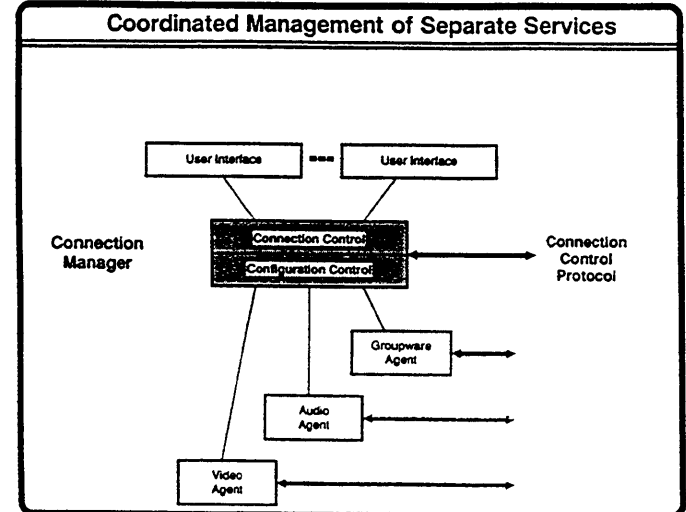 Coordinated Management of Separate Services
User Interface
User Interface
Connection Control
Configuration Control
Connection
Manager
Connection
Control
Protocol
Groupware
Agent
Audio
Agent
Video
Agent